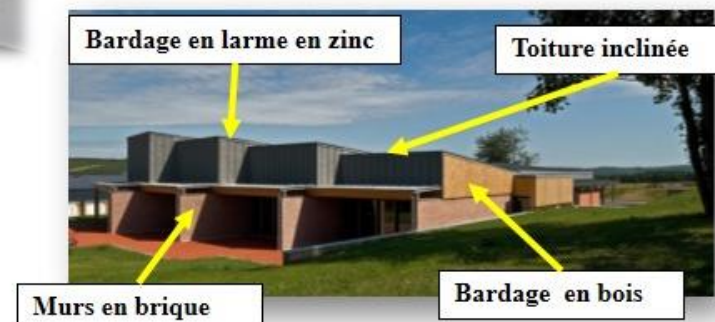 Bardage en larme en zinc
Toiture inclinée
Murs en brique
Bardage  en bois